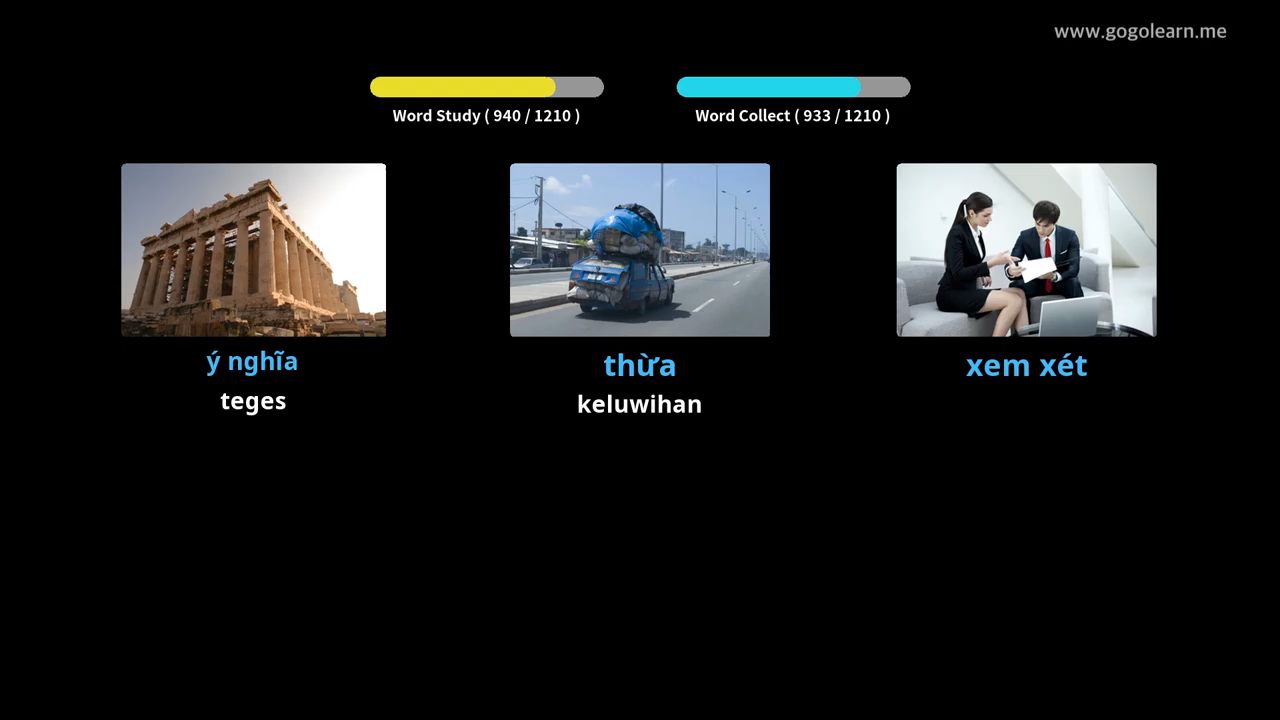 www.gogolearn.me
Word Study ( 940 / 1210 )
Word Collect ( 933 / 1210 )
ý nghĩa
teges
thừa
keluwihan
xem xét